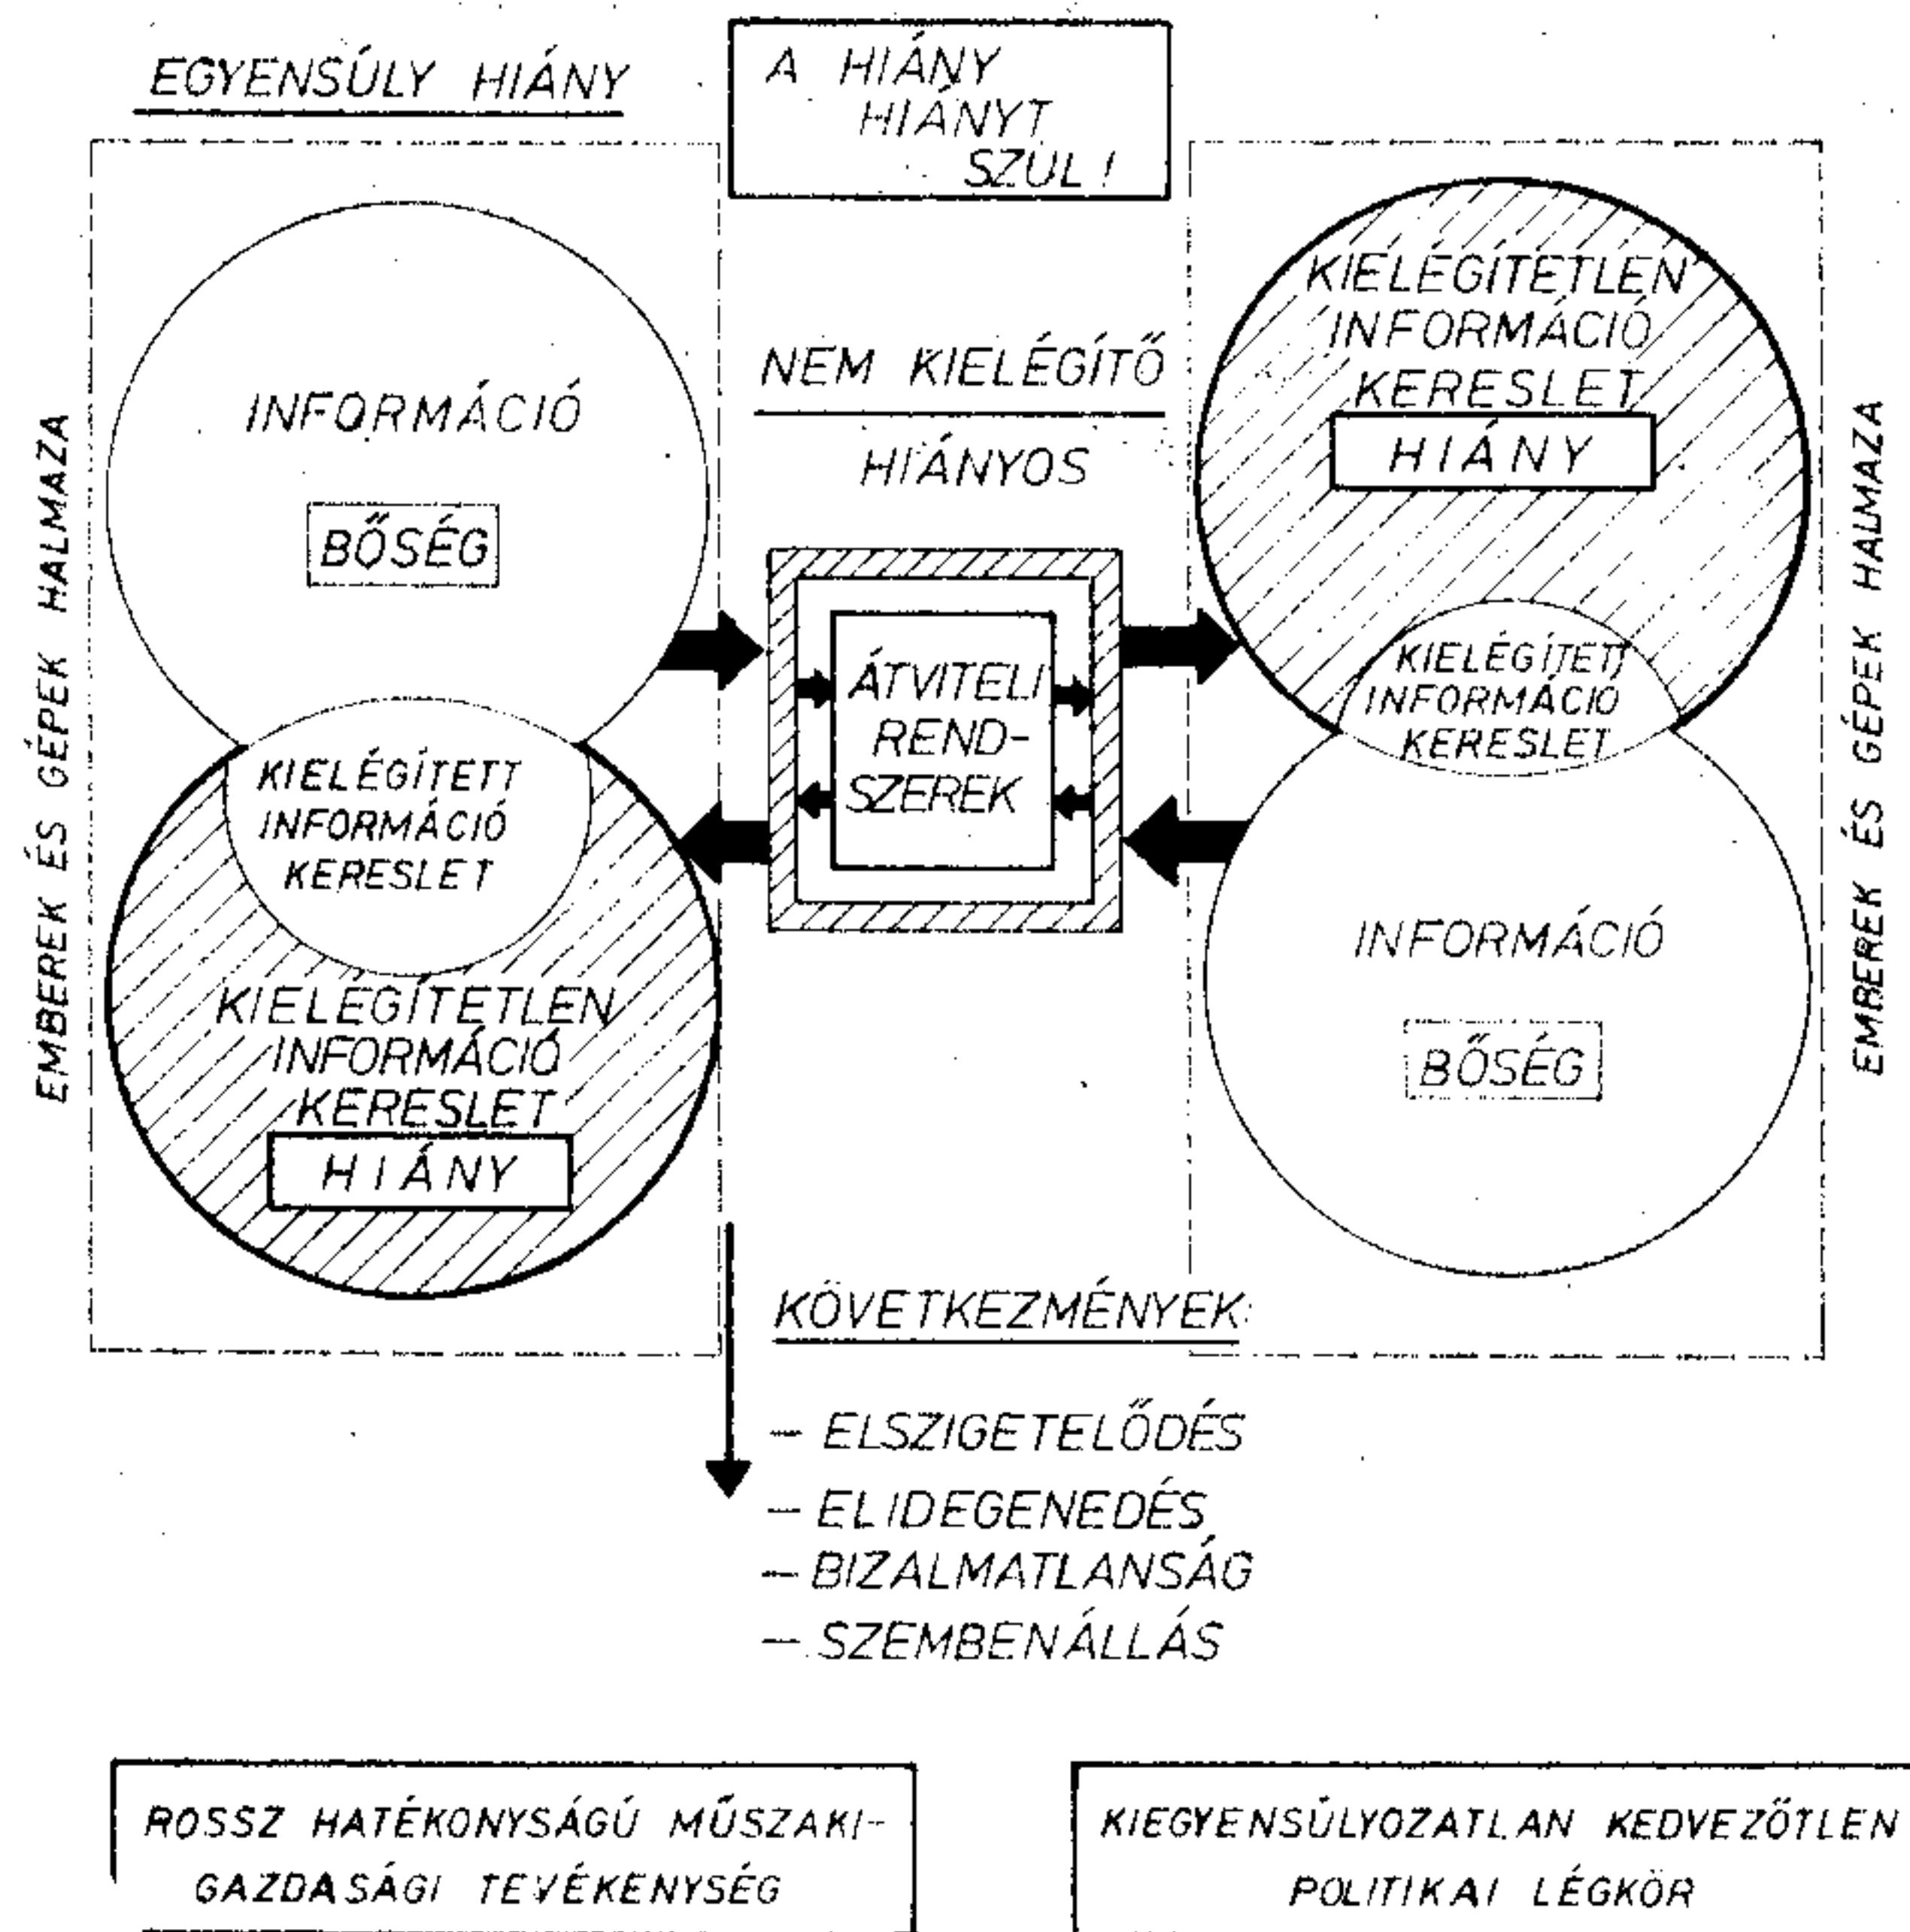 EGYENSÚLY HIÁNY
A HIÁNY
HIÁNYT
SZÜL!
EMBEREK ÉS GÉPEK HALMAZA
INFORMÁCIÓ
BŐSÉG
KIELÉGÍTETT
INFORMÁCIÓ
KERESLET
KIELÉGÍTETLEN
INFORMÁCIÓ
KERESLET
HIÁNY
NEM KIELÉGÍTŐ
HIÁNYOS
ÁTVITELI
REND-
SZEREK
KIELÉGÍTETLEN
INFORMÁCIÓ
KERESLET
HIÁNY
KIELÉGÍTETT
INFORMÁCIÓ
KERESLET
INFORMÁCIÓ
BŐSÉG
EMBEREK ÉS GÉPEK HALMAZA
KÖVETKEZMÉNYEK:
- ELSZIGETELŐDÉS
- ELIDEGENEDÉS
- BIZALMATLANSÁG
- SZEMBENÁLLÁS
ROSSZ HATÉKONYSÁGÚ MŰSZAKI-
GAZDASÁGI TEVÉKENYSÉG
KIEGYENSÚLYOZATLAN KEDVEZŐTLEN
POLITIKAI LÉGKÖR